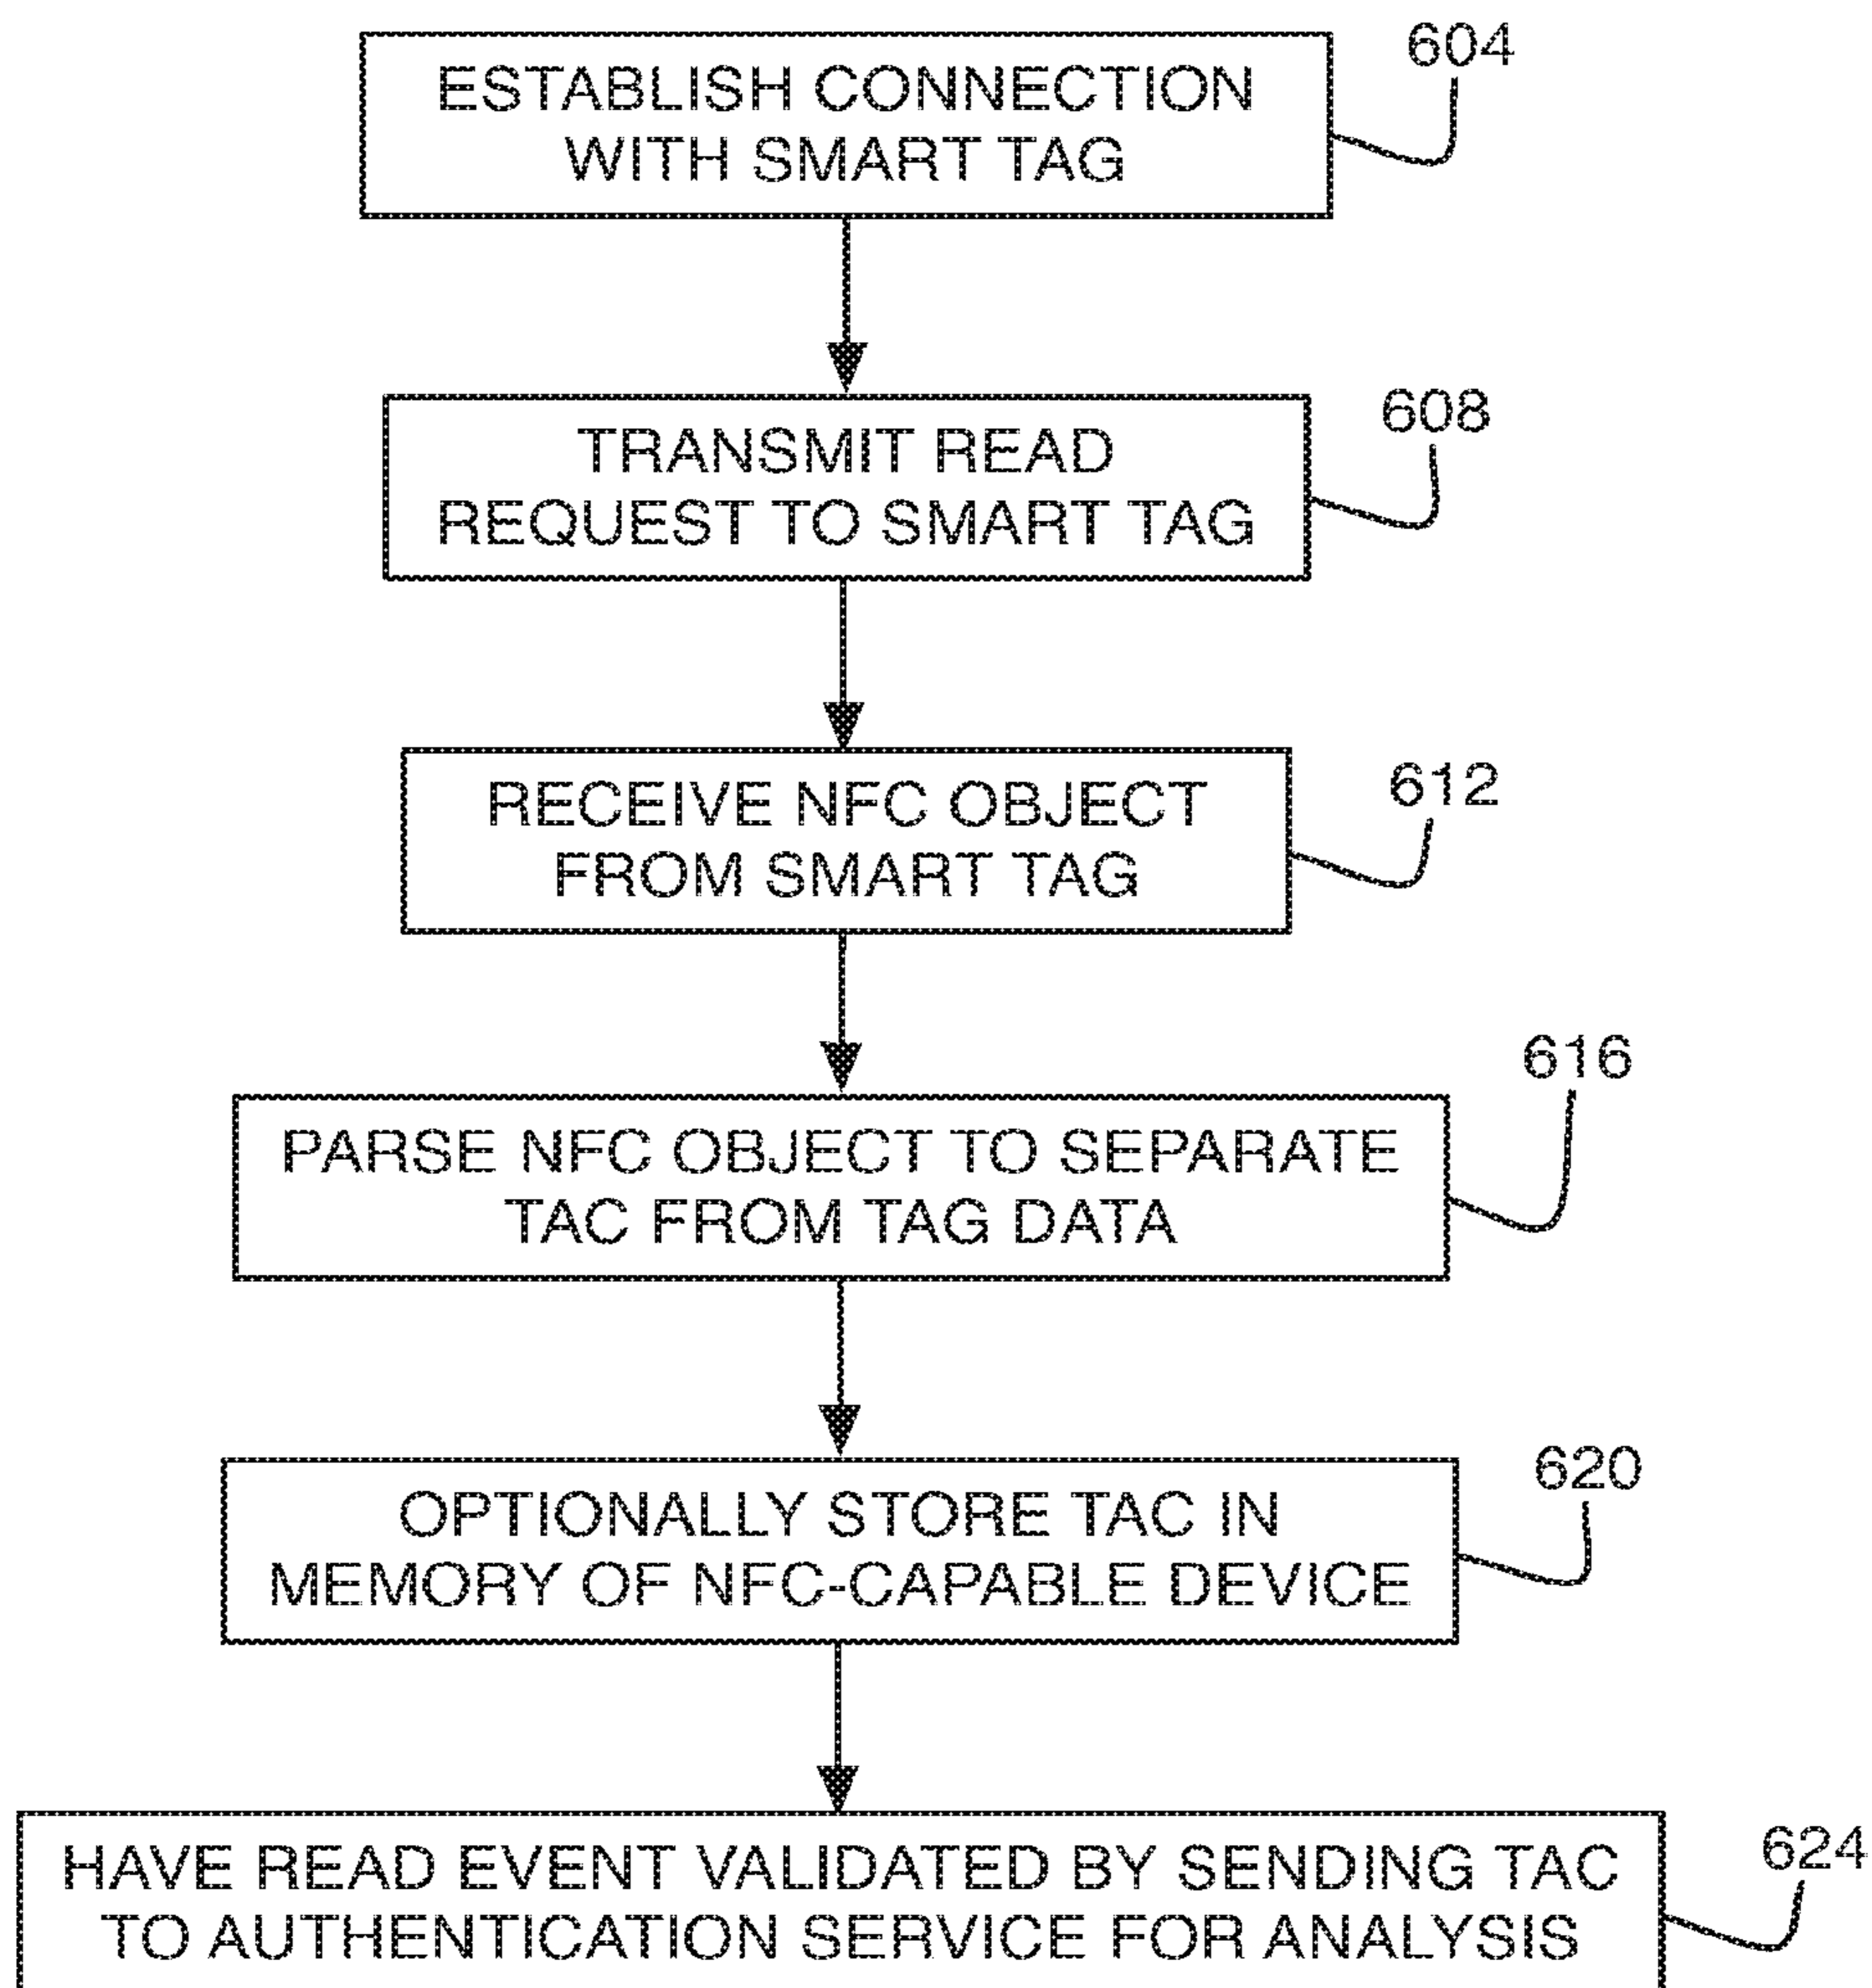 604
ESTABLISH CONNECTION
WITH SMART TAG
608
TRANSMIT READ
REQUEST TO SMART TAG
612
RECEIVE NFC OBJECT
FROM SMART TAG
616
PARSE NFC OBJECT TO SEPARATE
TAC FROM TAG DATA
620
OPTIONALLY STORE TAC IN
MEMORY OF NFC-CAPABLE DEVICE
624
HAVE READ EVENT VALIDATED BY SENDING TAC
TO AUTHENTICATION SERVICE FOR ANALYSIS